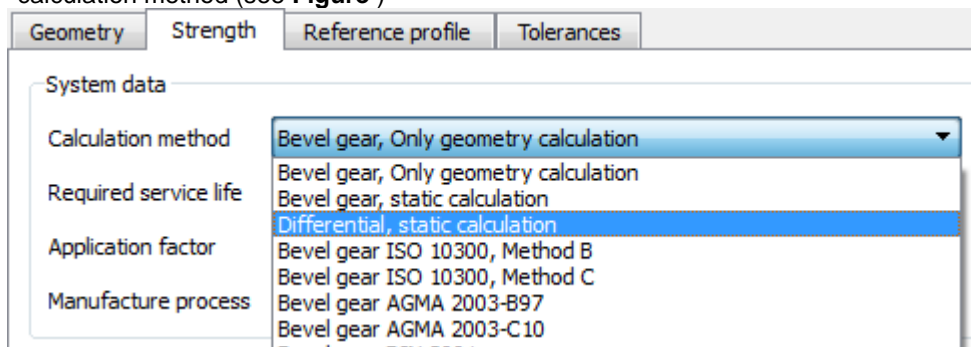 calculation method (see Figure )
Geometry Strength Reference profile Tolerances
System data
Calculation method Bevel gear, Only geometry calculation
Bevel gear, Only geometry calculation
Required service life Bevel gear, static calculation
Differential, static calculation
Application factor Bevel gear ISO 10300, Method B
Bevel gear ISO 10300, Method C
Manufacture process Bevel gear AGMA 2003-B97
Bevel gear AGMA 2003-C10